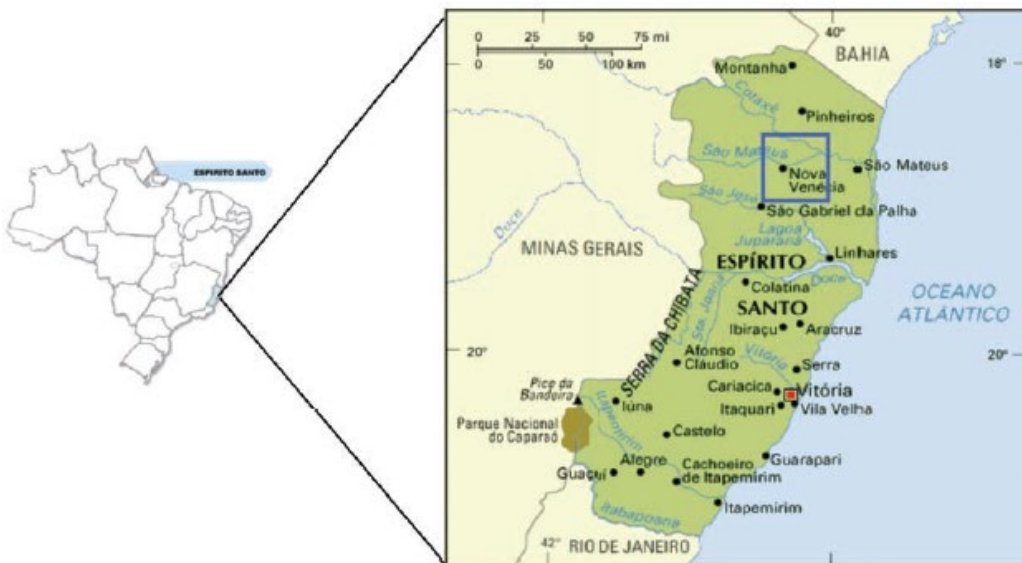 ESPIRITO SANTO
0 25 50 75 mi
0 50 100 km
40°
BAHIA
18°
Montanha
Cotaxé
Pinheiros
São Mateus
São Mateus
Nova
Venécia
São José
São Gabriel da Palha
Doce
Lagoa
Juparanã
MINAS GERAIS
Linhares
ESPÍRITO
SANTO
Doce
Colatina
Sta Joana
SERRA DA CHIBATA
OCEANO
ATLÂNTICO
Ibiraçu
Aracruz
20°
20°
Afonso
Cláudio
Vitória
Serra
Pico da
Bandeira
Cariacica
Vitória
Iúna
Itaquari
Vila Velha
Parque Nacional
do Caparaó
Itapemirim
Castelo
Guarapari
Alegre
Guaçuí
Cachoeiro
de Itapemirim
Itapemirim
Itabapoana
42°
RIO DE JANEIRO